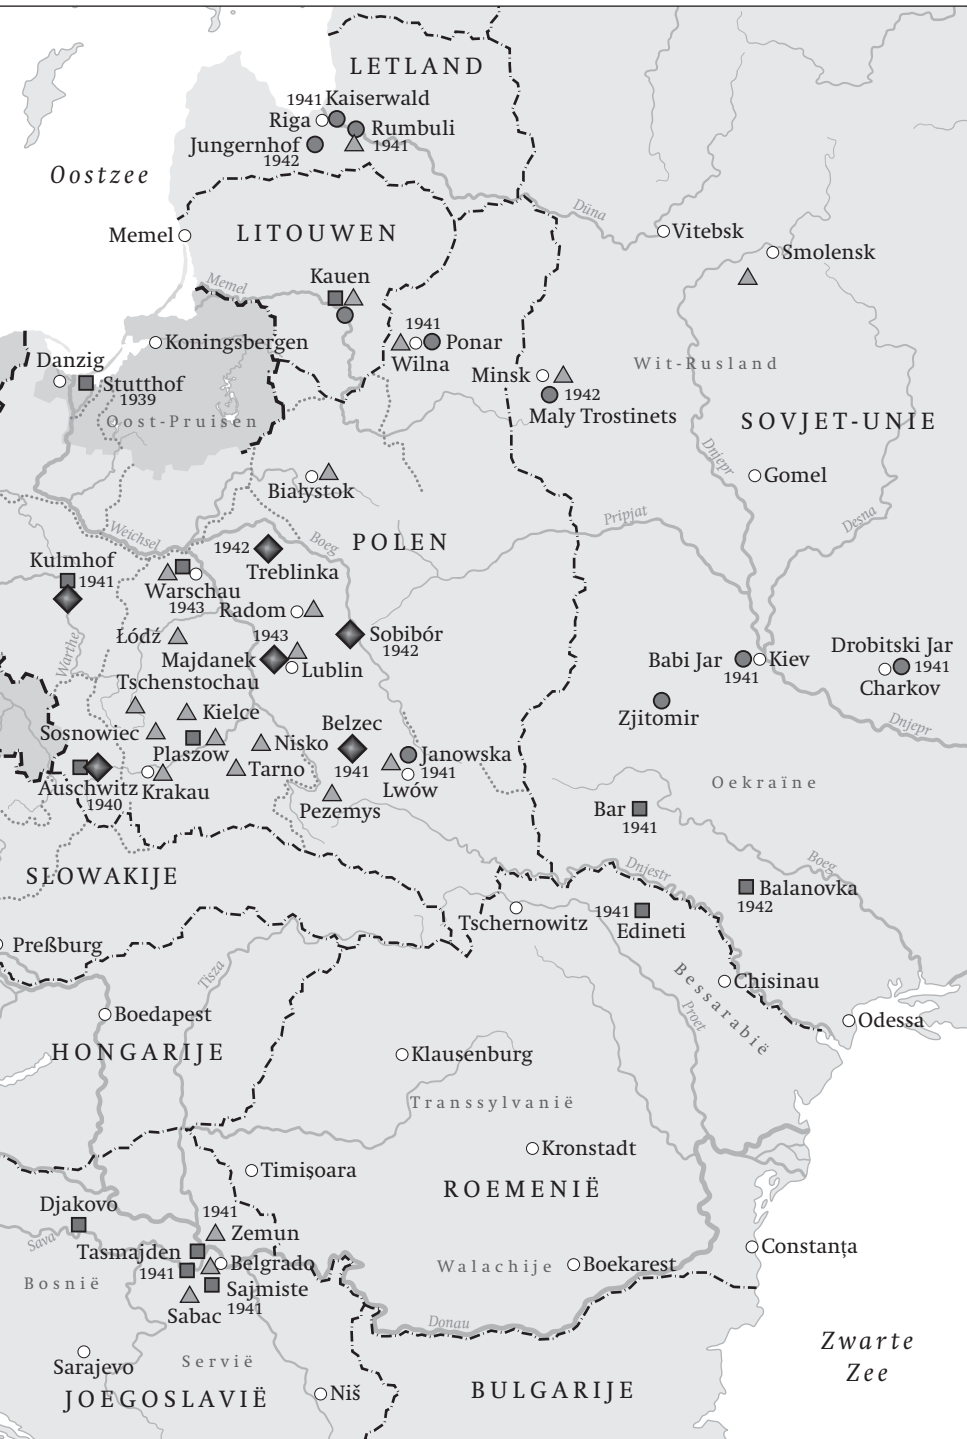 LETLAND
1941 Kaiserwald
Riga
Rumbuli
Jungernhof
1941
1942
Oostzee
Düna
Memel
LITOUWEN
Vitebsk
Smolensk
Kauen
Memel
1941
Koningsbergen
Ponar
Danzig
Wilna
Wit-Rusland
Minsk
Stutthof
1939
1942
Maly Trostinets
Oost-Pruisen
SOVJET-UNIE
Dnjepr
Gomel
Białystok
Pripjat
Desna
Weichsel
Boeg
POLEN
1942
Kulmhof
1941
Treblinka
Warschau
1943
Radom
Łódź
1943
Sobibór
1942
Warthe
Majdanek
Lublin
Drobitski Jar
Babi Jar
Kiev
1941
1941
Charkov
Tschenstochau
Kielce
Zjitomir
Dnjepr
Sosnowiec
Belzec
Plaszow
Nisko
Janowska
1941
1941
Tarno
Auschwitz
1940
Krakau
Lwów
Pezemys
Oekraïne
Bar
1941
Boeg
SLOWAKIJE
Dnjestr
Balanovka
1942
Tschernowitz
1941
Edineti
Preßburg
Tisza
Bessarabië
Chisinau
Proet
Boedapest
Odessa
HONGARIJE
Klausenburg
Transsylvanië
Kronstadt
Timişoara
ROEMENIË
Djakovo
1941
Zemun
Sava
Tasmajden
Constanţa
1941
Belgrado
Walachije
Boekarest
Bosnië
Sajmiste
1941
Sabac
Donau
Zwarte
Zee
Sarajevo
Servië
JOEGOSLAVIË
Niš
BULGARIJE